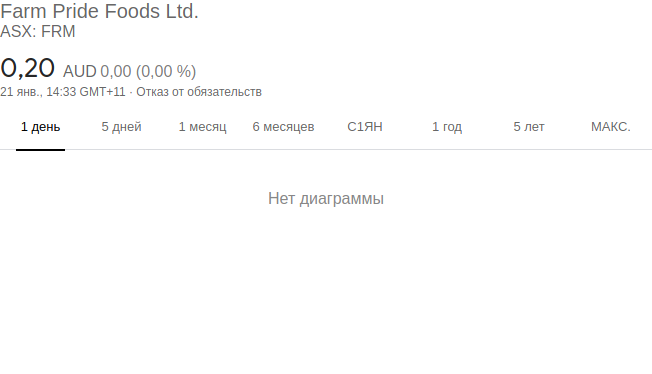 Farm Pride Foods Ltd.
ASX: FRM
0,20 AUD 0,00 (0,00 %)
21 янв., 14:33 GMT+11 · Отказ от обязательств
1 день 5 дней 1 месяц 6 месяцев С1ЯН 1 год 5 лет МАКС.
Нет диаграммы